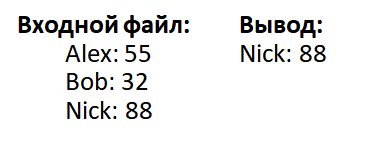 Входной файл:
Alex: 55
Bob: 32
Nick: 88
Вывод:
Nick: 88